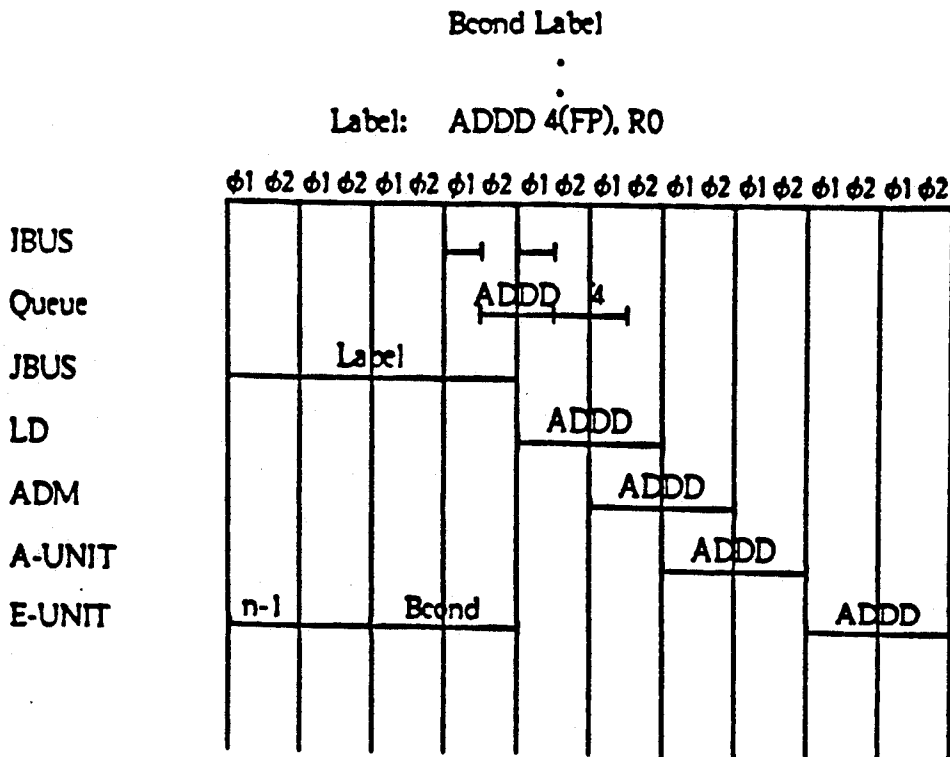 Bcond Label
.
.
Label: ADDD 4(FP), R0
ϕ1 ϕ2 ϕ1 ϕ2 ϕ1 ϕ2 ϕ1 ϕ2 ϕ1 ϕ2 ϕ1 ϕ2 ϕ1 ϕ2 ϕ1 ϕ2 ϕ1 ϕ2 ϕ1 ϕ2
IBUS
Queue ADDD 4
JBUS Label
LD ADDD
ADM ADDD
A-UNIT ADDD
E-UNIT n-1 Bcond ADDD